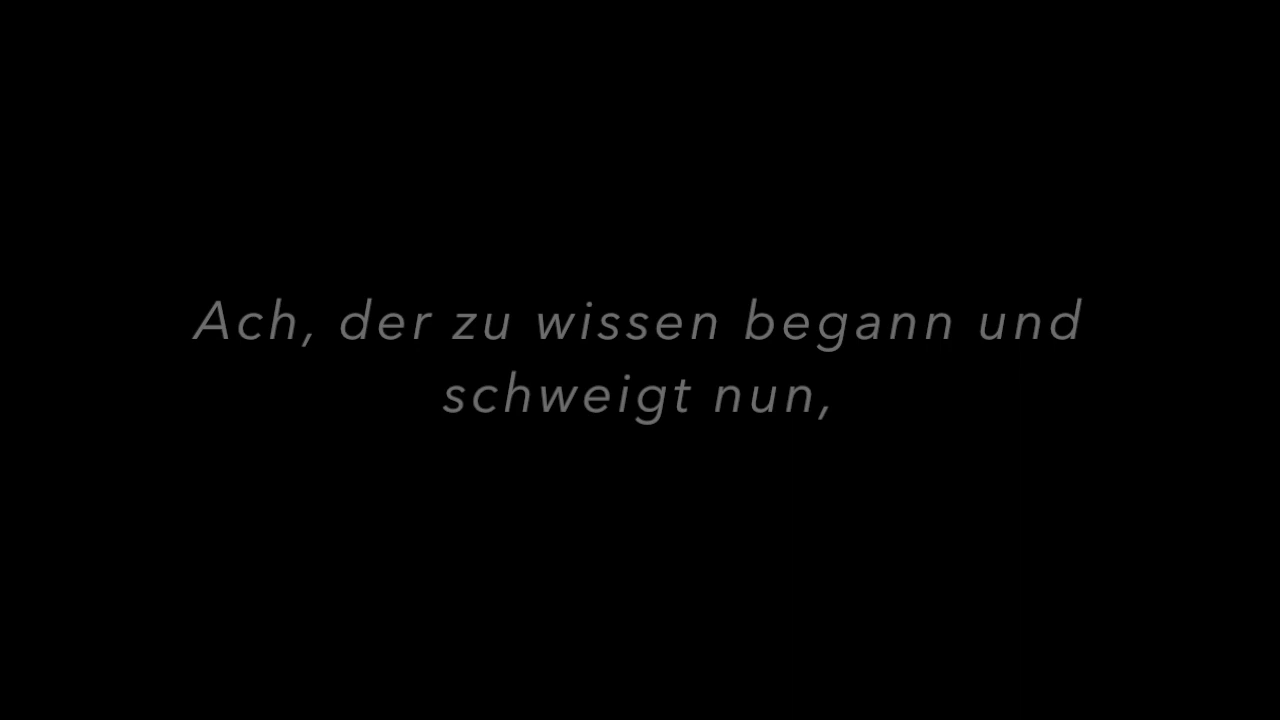 Ach, der zu wissen begann und
schweigt nun,